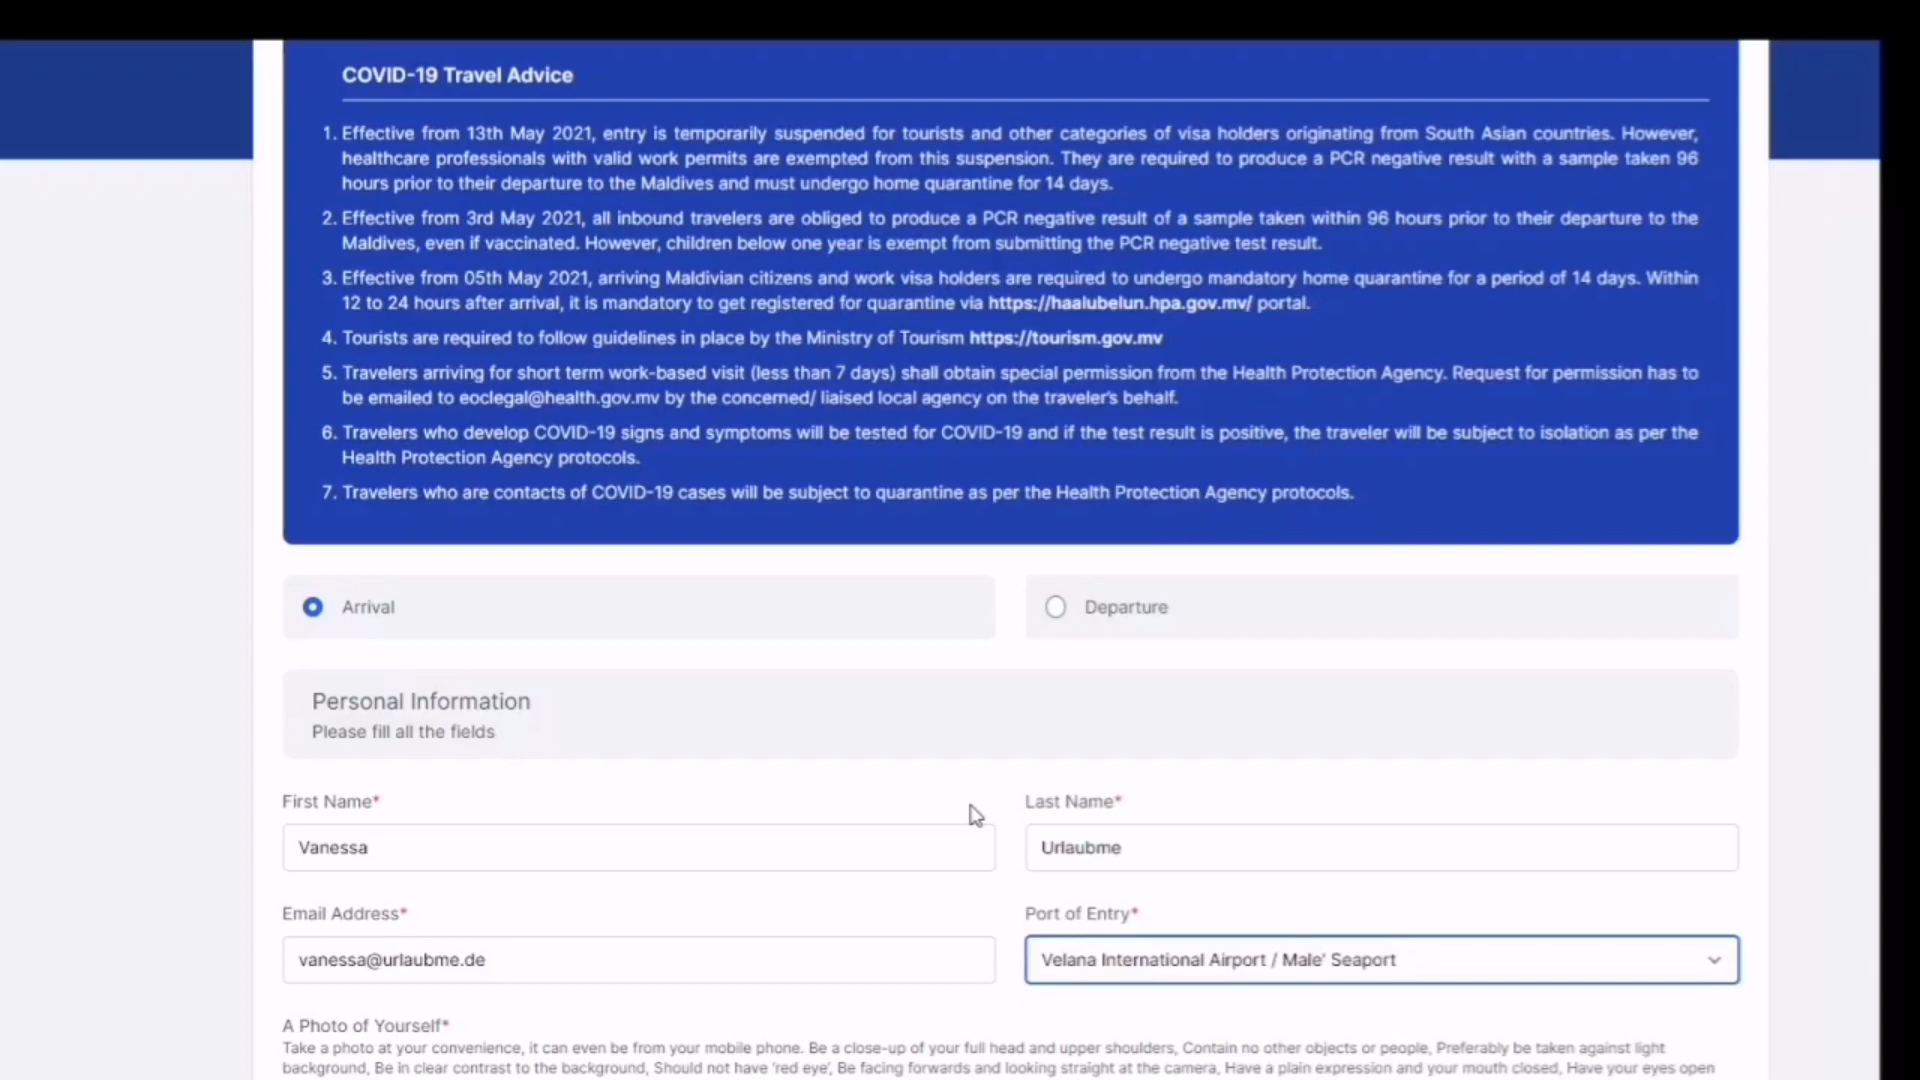 COVID-19 Travel Advice
1. Effective from 13th May 2021, entry is temporarily suspended for tourists and other categories of visa holders originating from South Asian countries. However,
healthcare professionals with valid work permits are exempted from this suspension. They are required to produce a PCR negative result with a sample taken 96
hours prior to their departure to the Maldives and must undergo home quarantine for 14 days.
2. Effective from 3rd May 2021, all inbound travelers are obliged to produce a PCR negative result of a sample taken within 96 hours prior to their departure to the
Maldives, even if vaccinated. However, children below one year is exempt from submitting the PCR negative test result.
3. Effective from 05th May 2021, arriving Maldivian citizens and work visa holders are required to undergo mandatory home quarantine for a period of 14 days. Within
12 to 24 hours after arrival, it is mandatory to get registered for quarantine via https://haalubelun.hpa.gov.mv/ portal.
4. Tourists are required to follow guidelines in place by the Ministry of Tourism https://tourism.gov.mv
5. Travelers arriving for short term work-based visit (less than 7 days) shall obtain special permission from the Health Protection Agency. Request for permission has to
be emailed to eoclegal@health.gov.mv by the concerned/ liaised local agency on the traveler's behalf.
6. Travelers who develop COVID-19 signs and symptoms will be tested for COVID-19 and if the test result is positive, the traveler will be subject to isolation as per the
Health Protection Agency protocols.
7. Travelers who are contacts of COVID-19 cases will be subject to quarantine as per the Health Protection Agency protocols.
Arrival
Departure
Personal Information
Please fill all the fields
First Name*
Last Name*
Vanessa
Urlaubme
Email Address*
Port of Entry*
vanessa@urlaubme.de
Velana International Airport / Male' Seaport
A Photo of Yourself*
Take a photo at your convenience, it can even be from your mobile phone. Be a close-up of your full head and upper shoulders, Contain no other objects or people, Preferably be taken against light
background, Be in clear contrast to the background, Should not have 'red eye', Be facing forwards and looking straight at the camera, Have a plain expression and your mouth closed, Have your eyes open